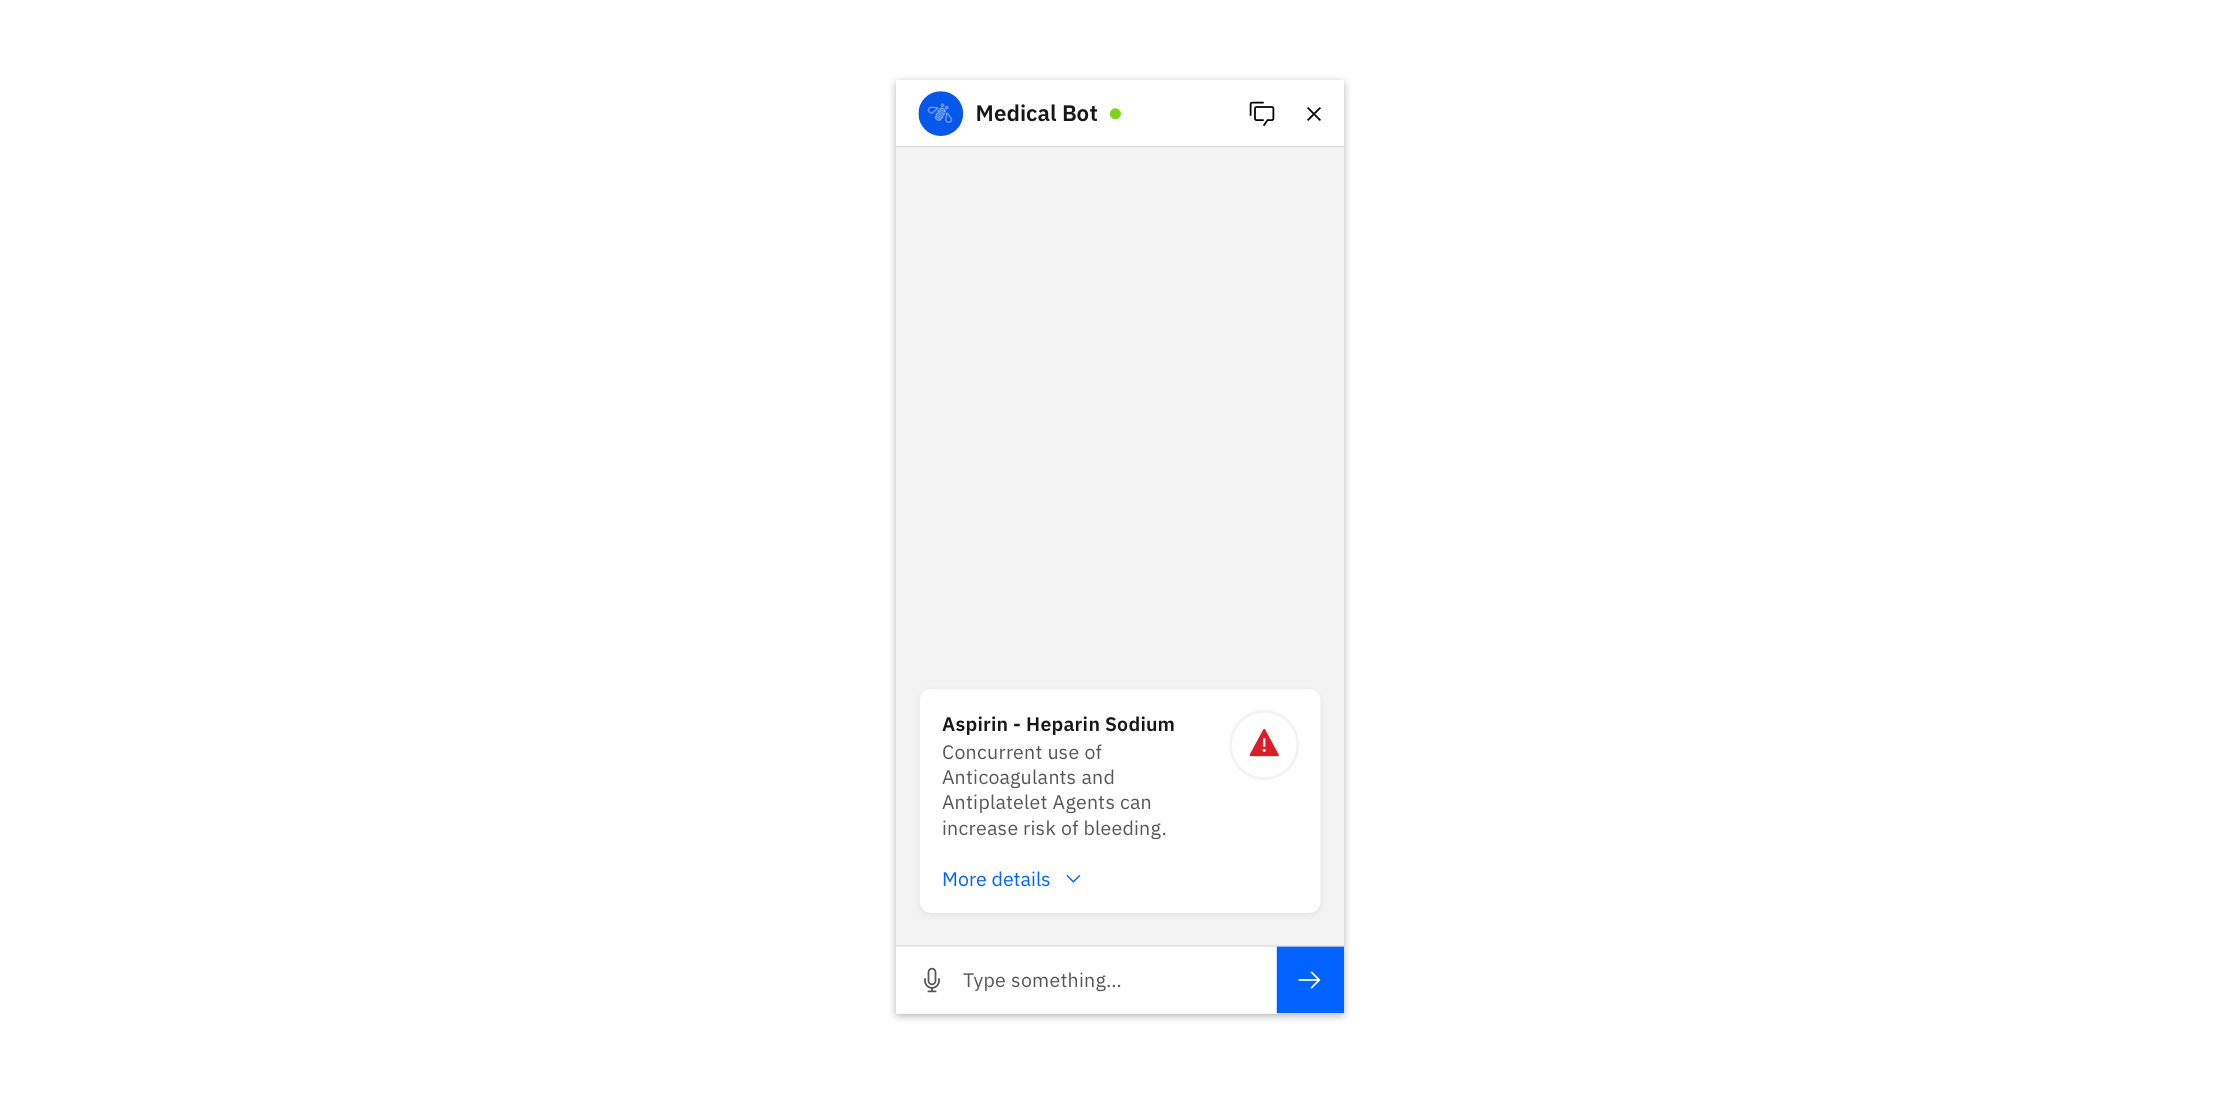 Medical Bot
Aspirin - Heparin Sodium
Concurrent use of
Anticoagulants and
Antiplatelet Agents can
increase risk of bleeding.
More details
Type something...